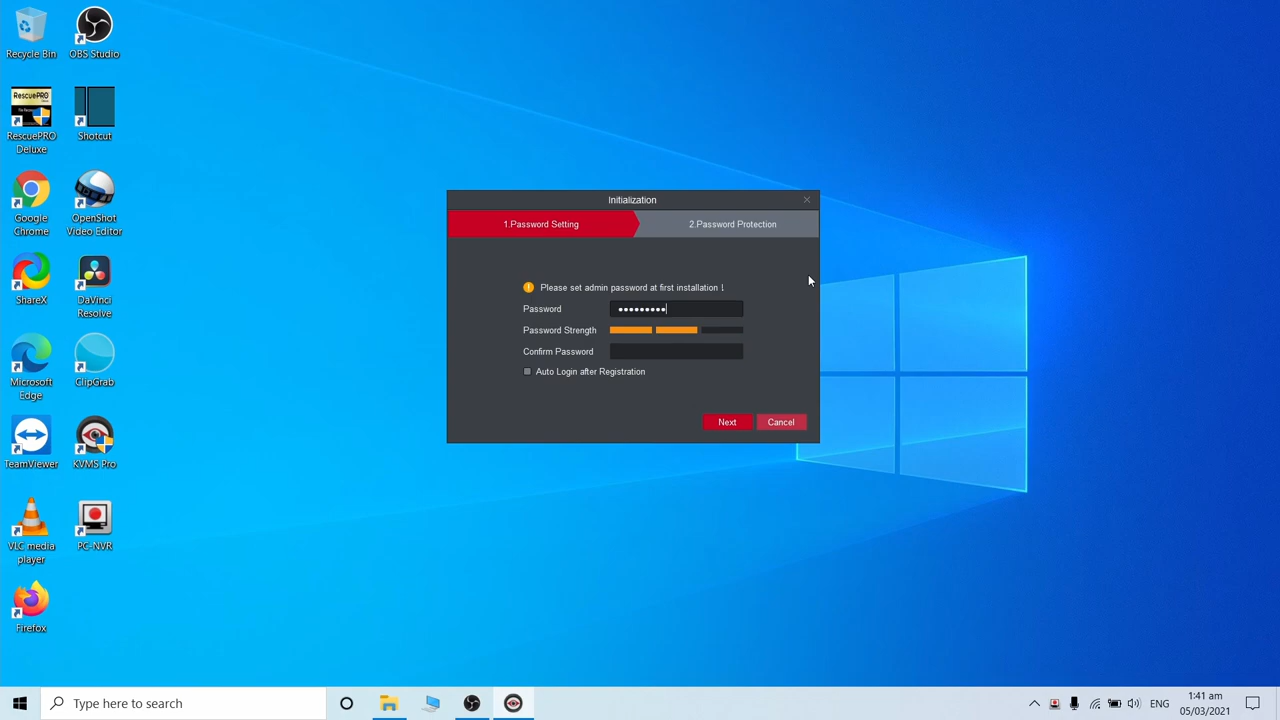 Recycle Bin
OBS Studio
RescuePRO
RescuePRO
Deluxe
Shotcut
Google
Chrome
OpenShot
Video Editor
ShareX
DaVinci
Resolve
Microsoft
Edge
ClipGrab
TeamViewer
KVMS Pro
VLC media
player
PC-NVR
Firefox
Initialization
1.Password Setting
2.Password Protection
Please set admin password at first installation !
Password
●●●●●●●●●
Password Strength
Confirm Password
Auto Login after Registration
Next
Cancel
Type here to search
ENG
1:41 am
05/03/2021